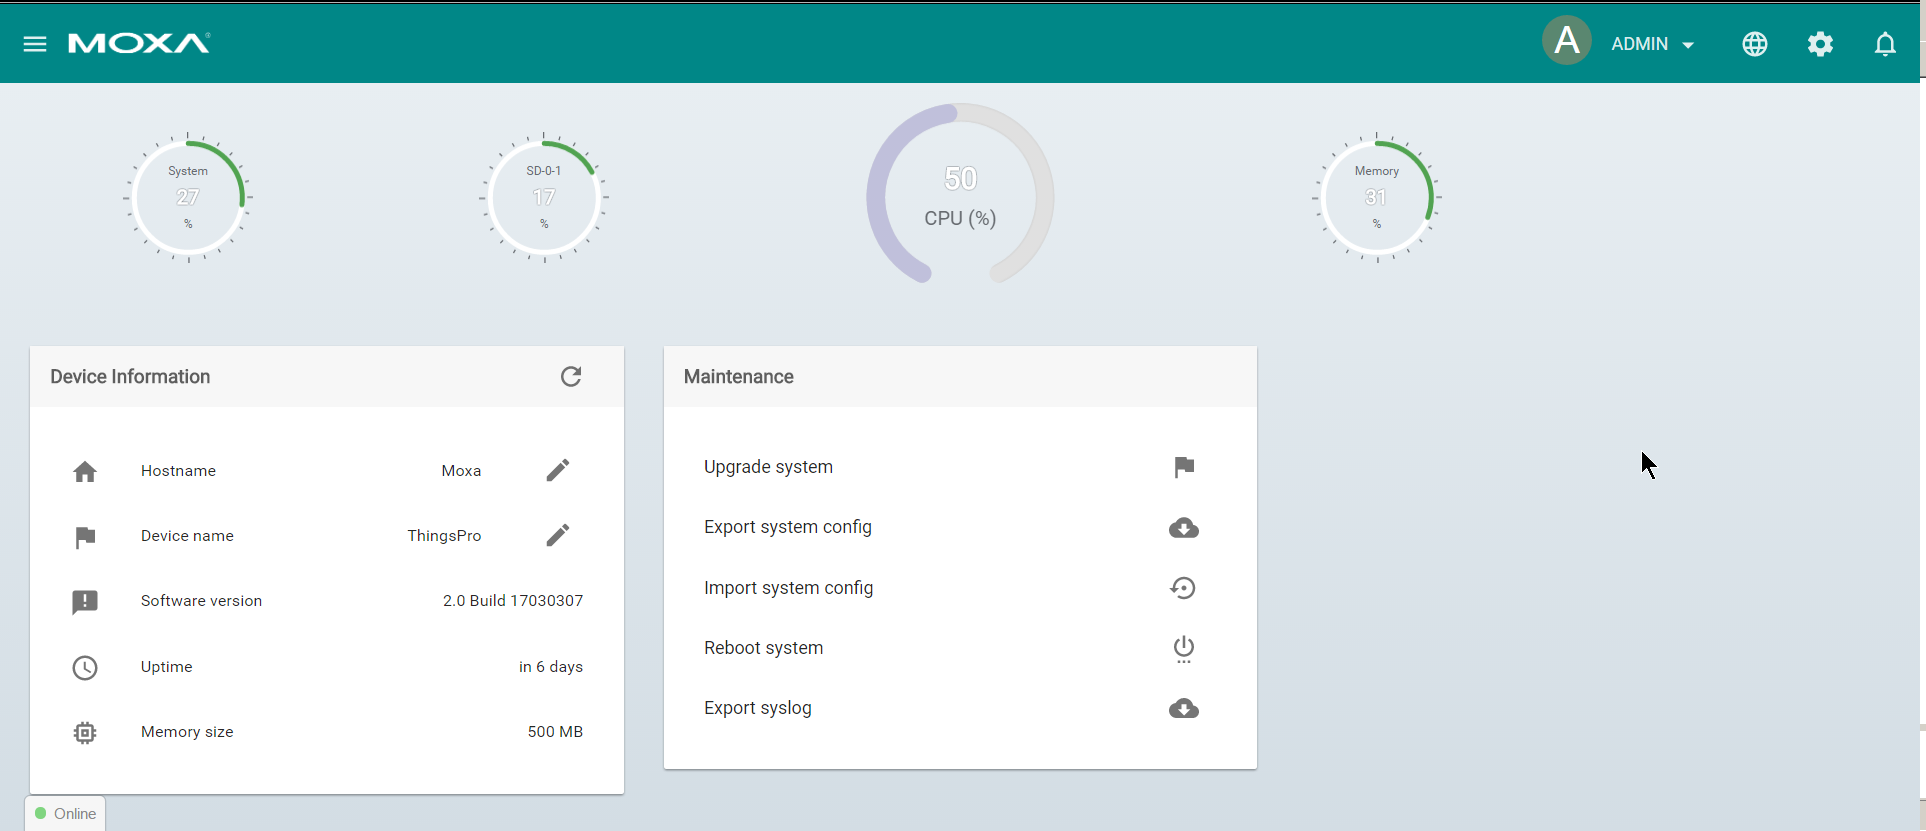 MOXA®
A ADMIN
System
27
%
SD-0-1
17
%
50
CPU (%)
Memory
31
%
Device Information
Hostname Moxa
Device name ThingsPro
Software version 2.0 Build 17030307
Uptime in 6 days
Memory size 500 MB
Maintenance
Upgrade system
Export system config
Import system config
Reboot system
Export syslog
Online